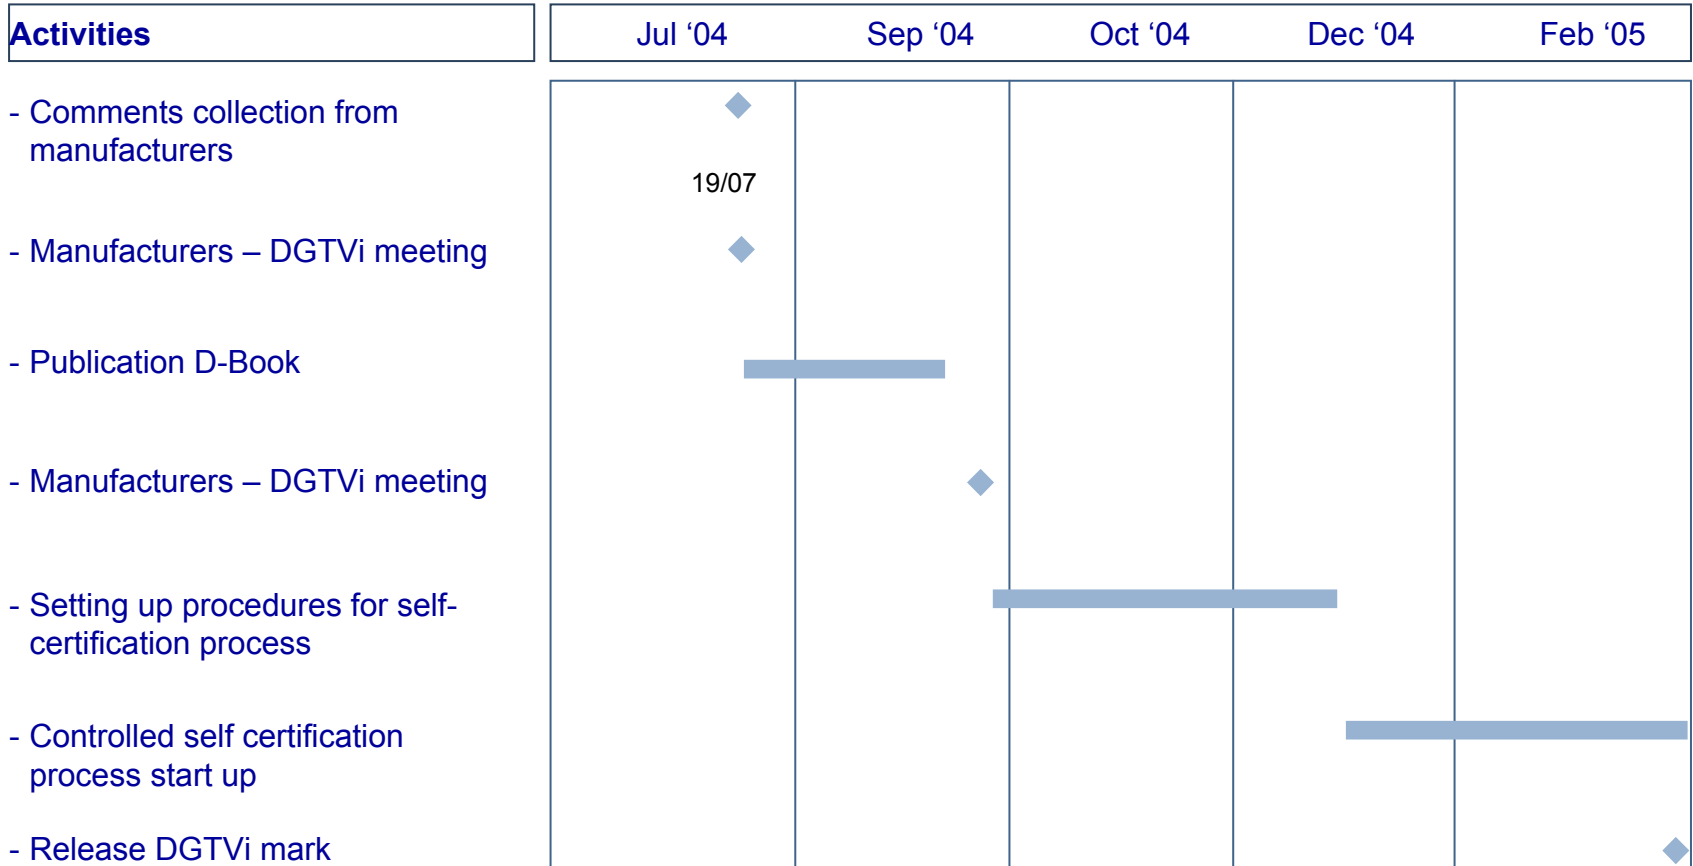 Activities
Jul ‘04 Sep ‘04 Oct ‘04 Dec ‘04 Feb ‘05
- Comments collection from
manufacturers
19/07
- Manufacturers – DGTVi meeting
- Publication D-Book
- Manufacturers – DGTVi meeting
- Setting up procedures for self-
certification process
- Controlled self certification
process start up
- Release DGTVi mark